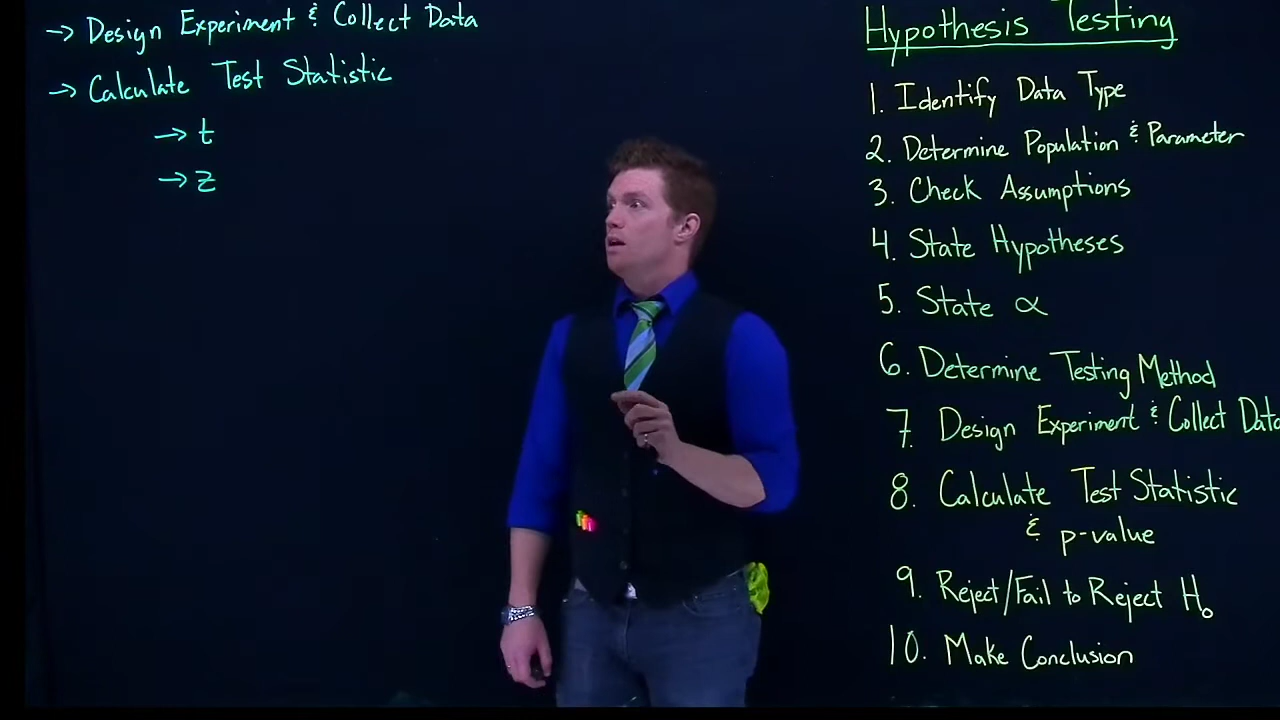 → Design Experiment & Collect Data
→ Calculate Test Statistic
→ t
→ z
Hypothesis Testing
1. Identify Data Type
2. Determine Population & Parameter
3. Check Assumptions
4. State Hypotheses
5. State α
6. Determine Testing Method
7. Design Experiment & Collect Data
8. Calculate Test Statistic
& p-value
9. Reject/Fail to Reject H₀
10. Make Conclusion